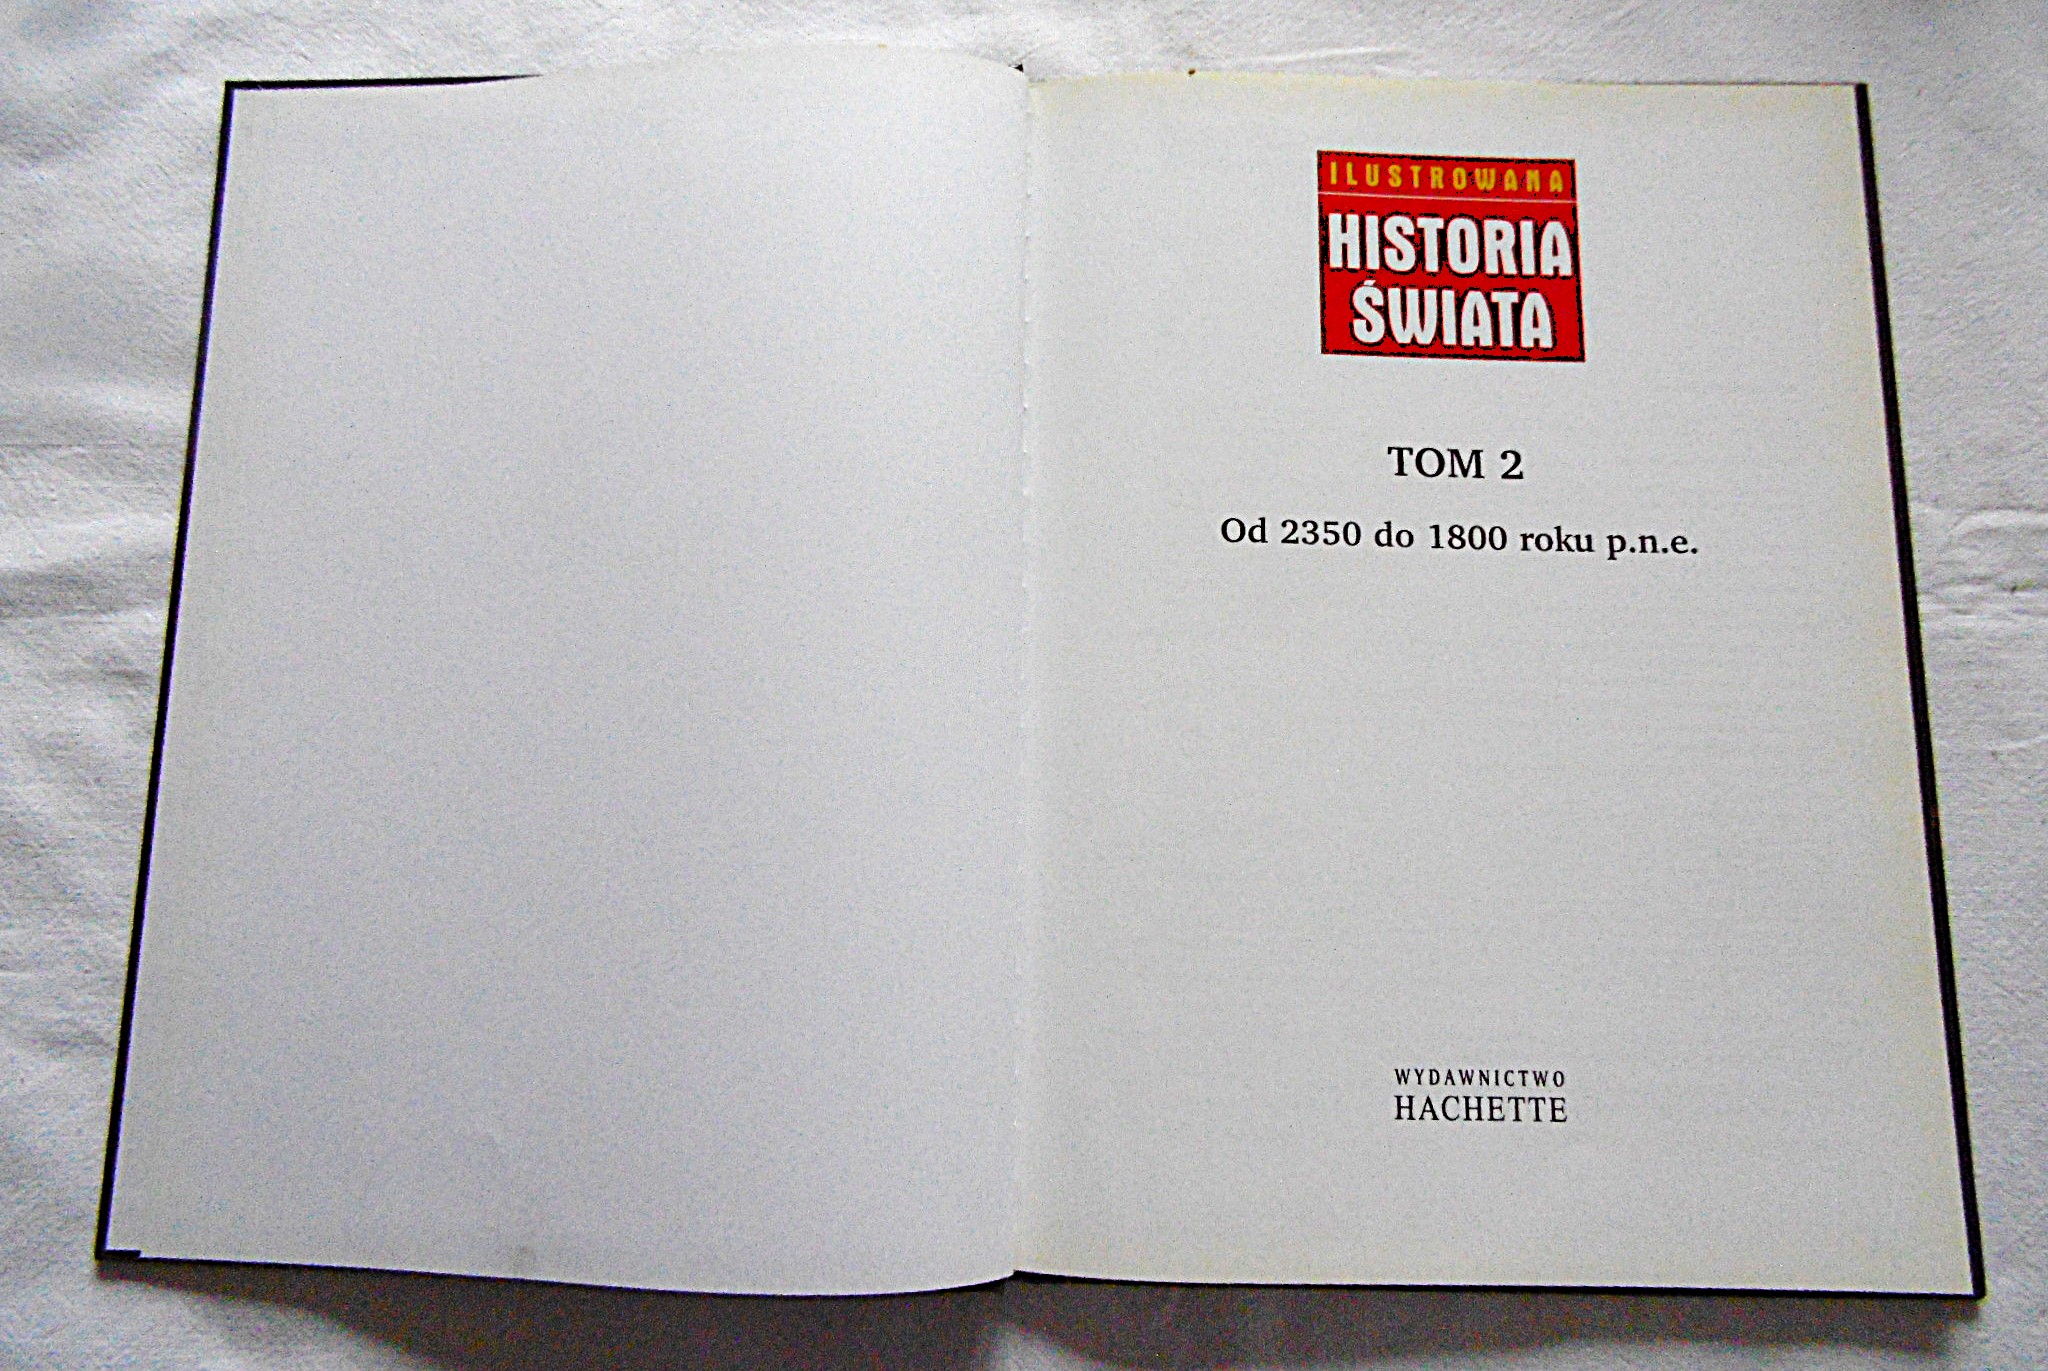 ILUSTROWANA
HISTORIA
ŚWIATA
TOM 2
Od 2350 do 1800 roku p.n.e.
WYDAWNICTWO
HACHETTE